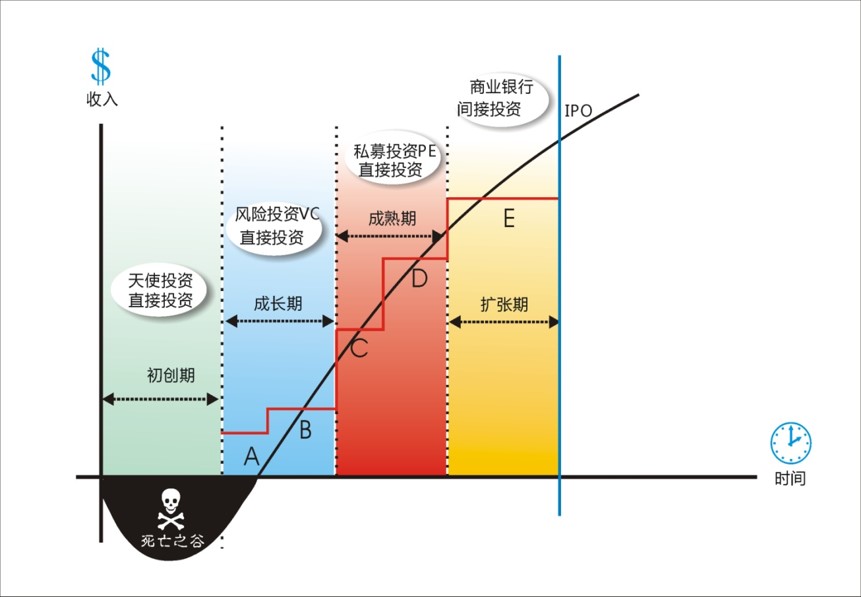 $
收入
商业银行
间接投资
IPO
私募投资PE
直接投资
风险投资VC
直接投资
成熟期
E
天使投资
直接投资
D
成长期
扩张期
C
初创期
B
A
时间
死亡之谷